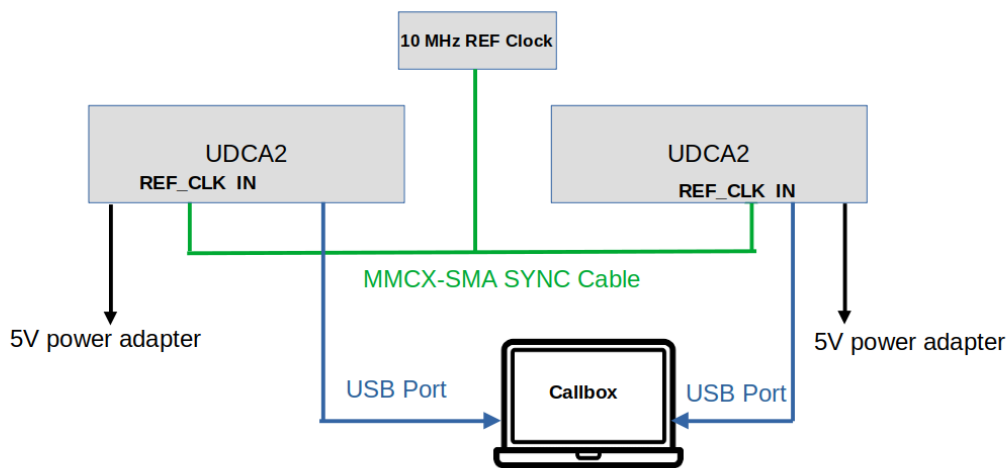 10 MHz REF Clock
UDCA2
REF_CLK IN
UDCA2
REF_CLK IN
MMCX-SMA SYNC Cable
5V power adapter
5V power adapter
USB Port
Callbox
USB Port